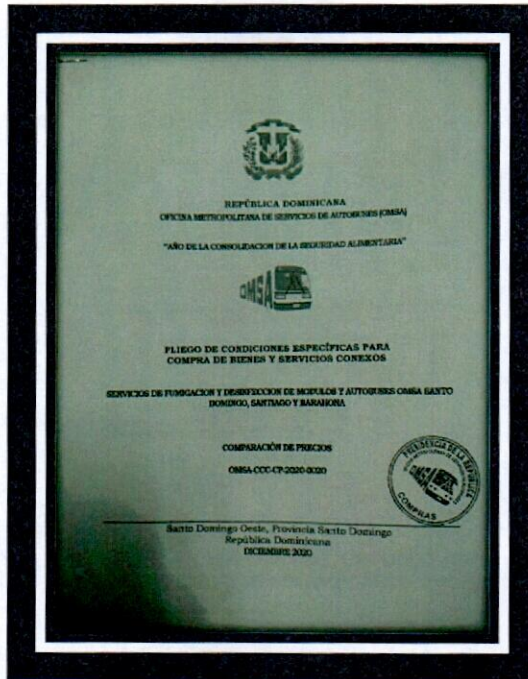 REPÚBLICA DOMINICANA
OFICINA METROPOLITANA DE SERVICIOS DE AUTOBUSES (OMSA)
"AÑO DE LA CONSOLIDACION DE LA SEGURIDAD ALIMENTARIA"
OMSA
PLIEGO DE CONDICIONES ESPECÍFICAS PARA
COMPRA DE BIENES Y SERVICIOS CONEXOS
SERVICIOS DE FUMIGACION Y DESINFECCION DE MODULOS Y AUTOBUSES OMSA SANTO
DOMINGO, SANTIAGO Y BARAHONA
COMPARACIÓN DE PRECIOS
OMSA-CCC-CP-2020-0020
PRESIDENCIA DE LA REPUBLICA
OMSA
COMPRAS
Santo Domingo Oeste, Provincia Santo Domingo
República Dominicana
DICIEMBRE 2020